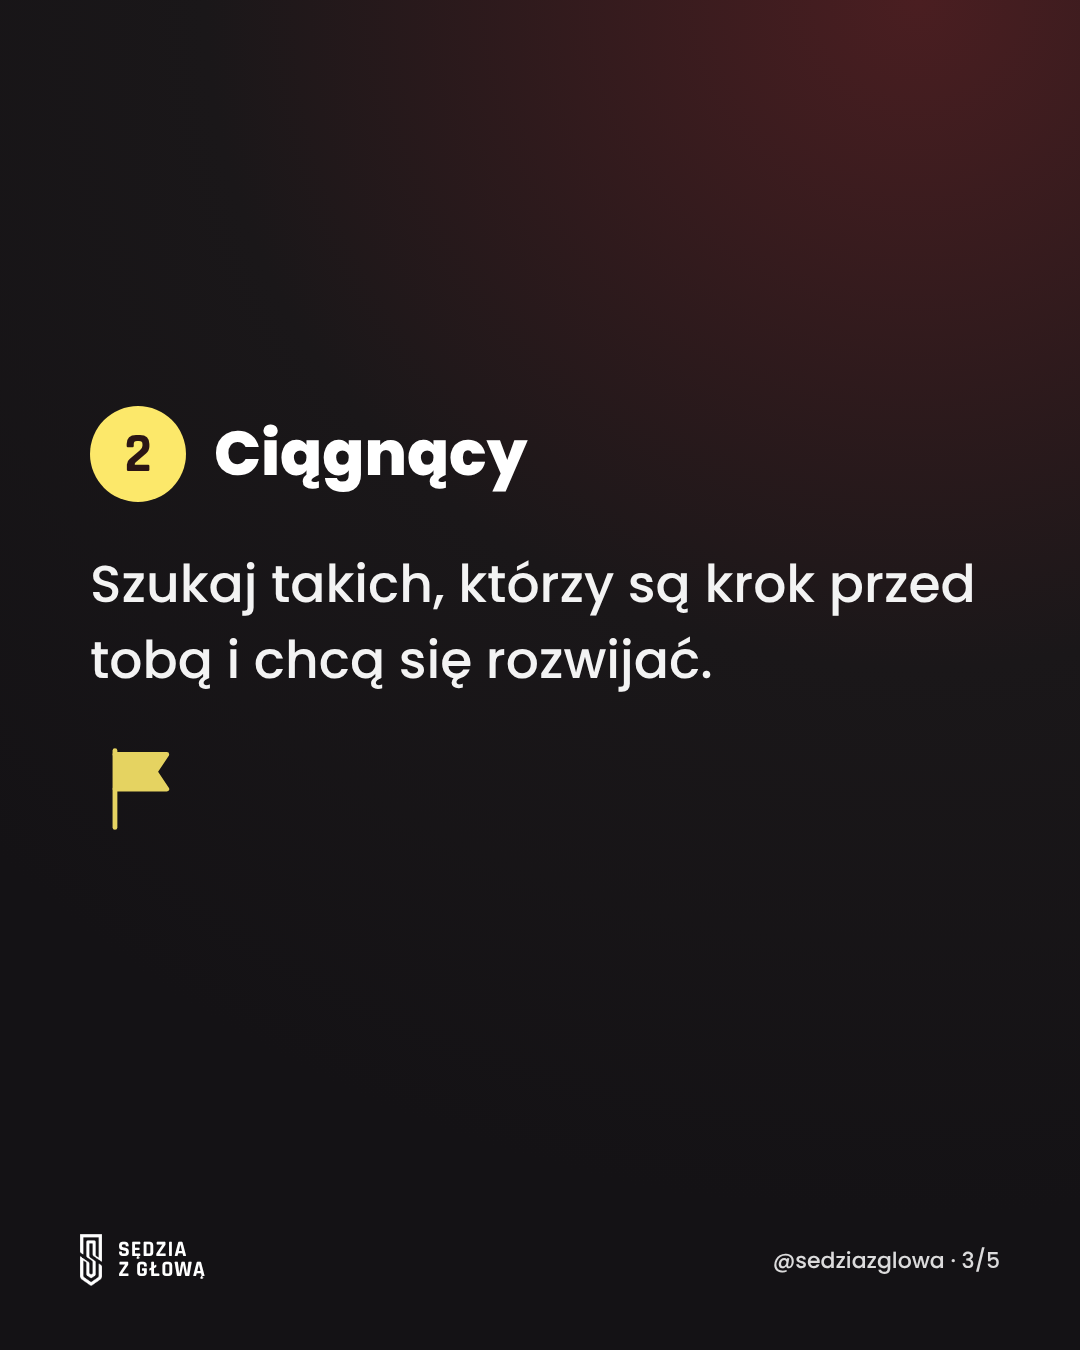 2 Ciągnący
Szukaj takich, którzy są krok przed
tobą i chcą się rozwijać.
SĘDZIA
Z GŁOWĄ
@sedziazglowa · 3/5